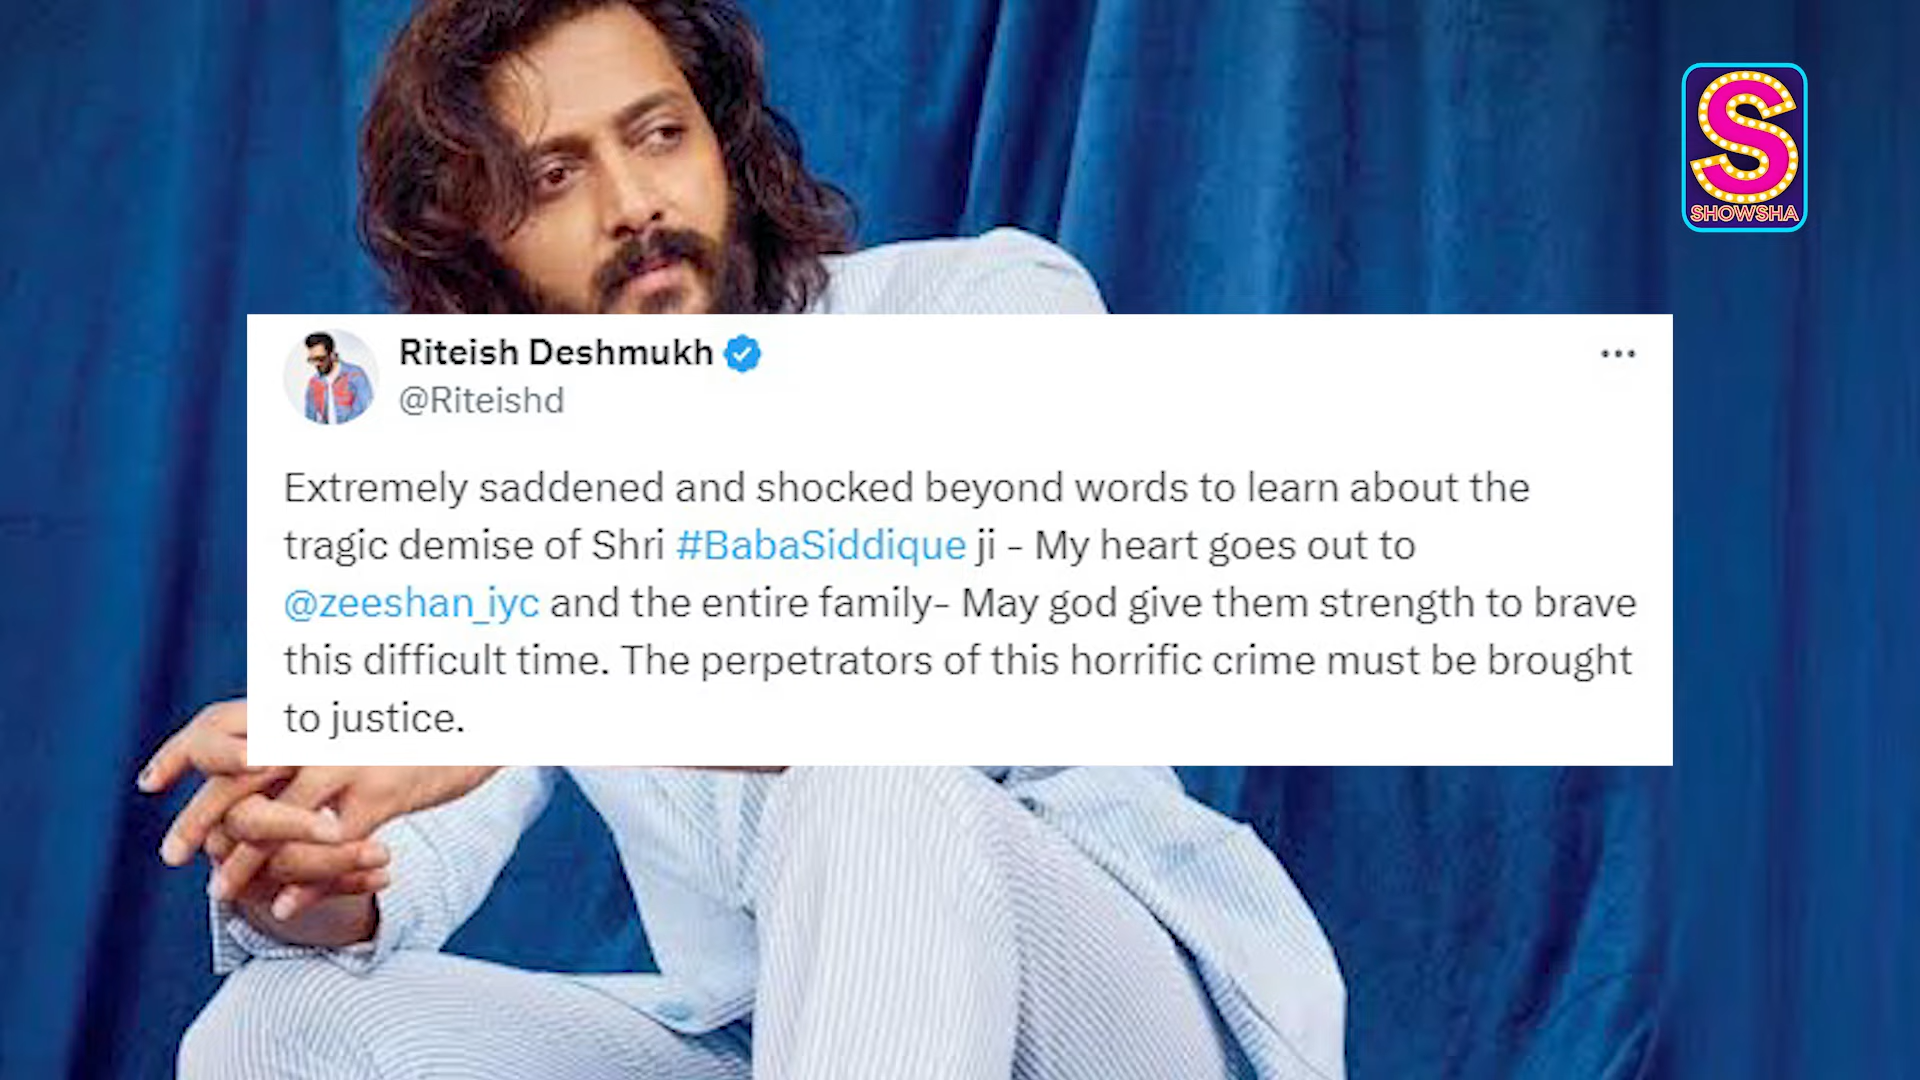 S
SHOWSHA
Riteish Deshmukh
@Riteishd
Extremely saddened and shocked beyond words to learn about the
tragic demise of Shri #BabaSiddique ji - My heart goes out to
@zeeshan_iyc and the entire family- May god give them strength to brave
this difficult time. The perpetrators of this horrific crime must be brought
to justice.